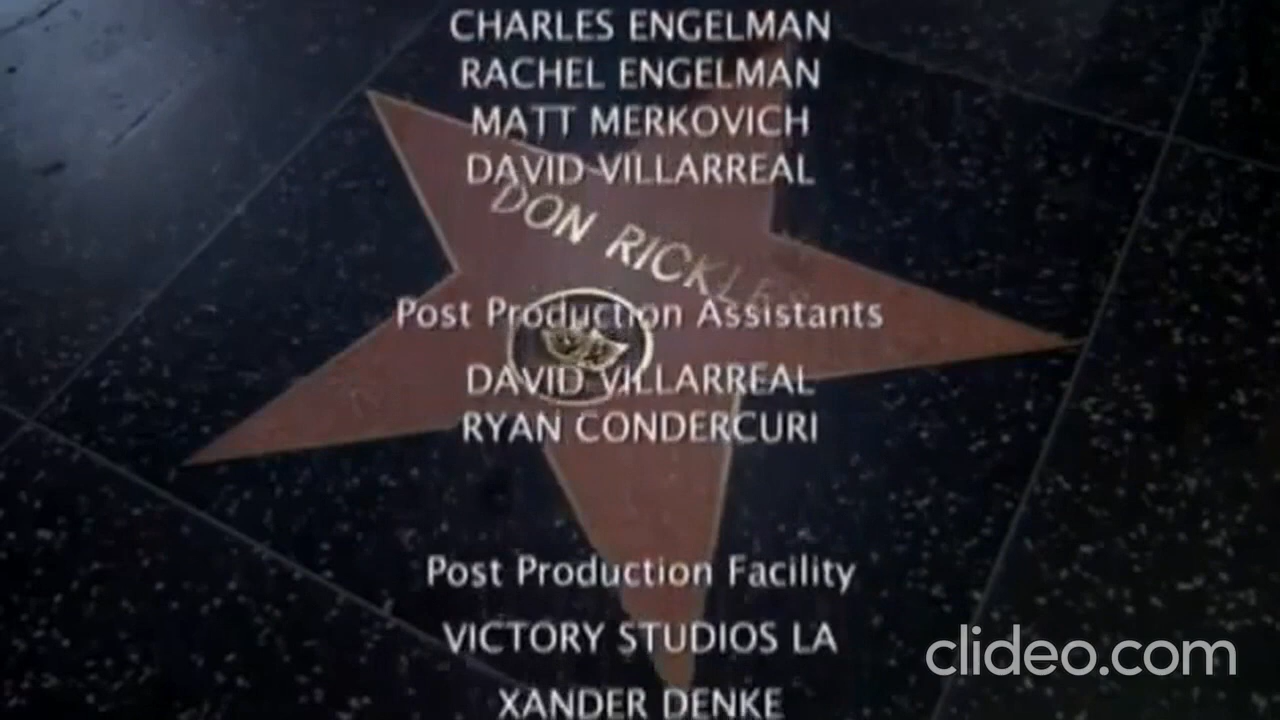 CHARLES ENGELMAN
RACHEL ENGELMAN
MATT MERKOVICH
DAVID VILLARREAL
DON RICKLES
Post Production Assistants
DAVID VILLARREAL
RYAN CONDERCURI
Post Production Facility
VICTORY STUDIOS LA
clideo.com
XANDER DENKE